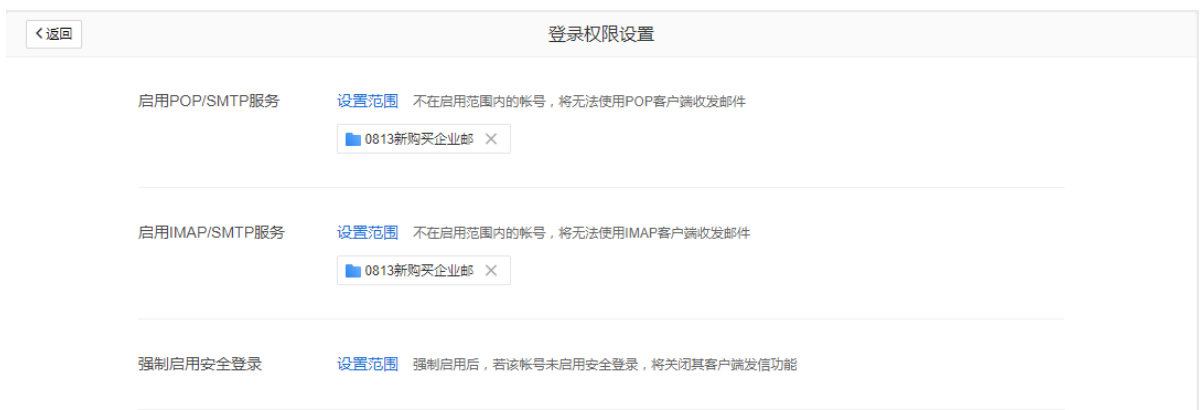 返回
登录权限设置
启用POP/SMTP服务 设置范围 不在启用范围内的帐号，将无法使用POP客户端收发邮件
0813新购买企业邮
启用IMAP/SMTP服务 设置范围 不在启用范围内的帐号，将无法使用IMAP客户端收发邮件
0813新购买企业邮
强制启用安全登录 设置范围 强制启用后，若该帐号未启用安全登录，将关闭其客户端发信功能